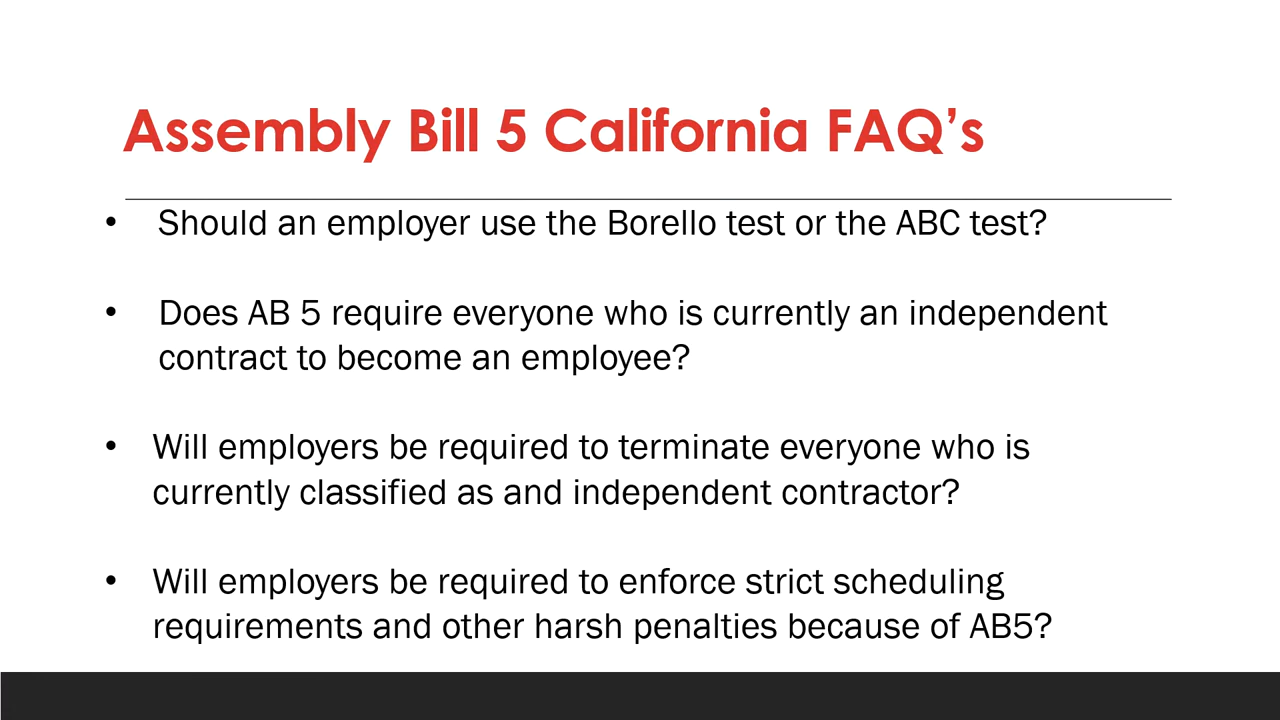 Assembly Bill 5 California FAQ’s
• Should an employer use the Borello test or the ABC test?
• Does AB 5 require everyone who is currently an independent
contract to become an employee?
• Will employers be required to terminate everyone who is
currently classified as and independent contractor?
• Will employers be required to enforce strict scheduling
requirements and other harsh penalties because of AB5?